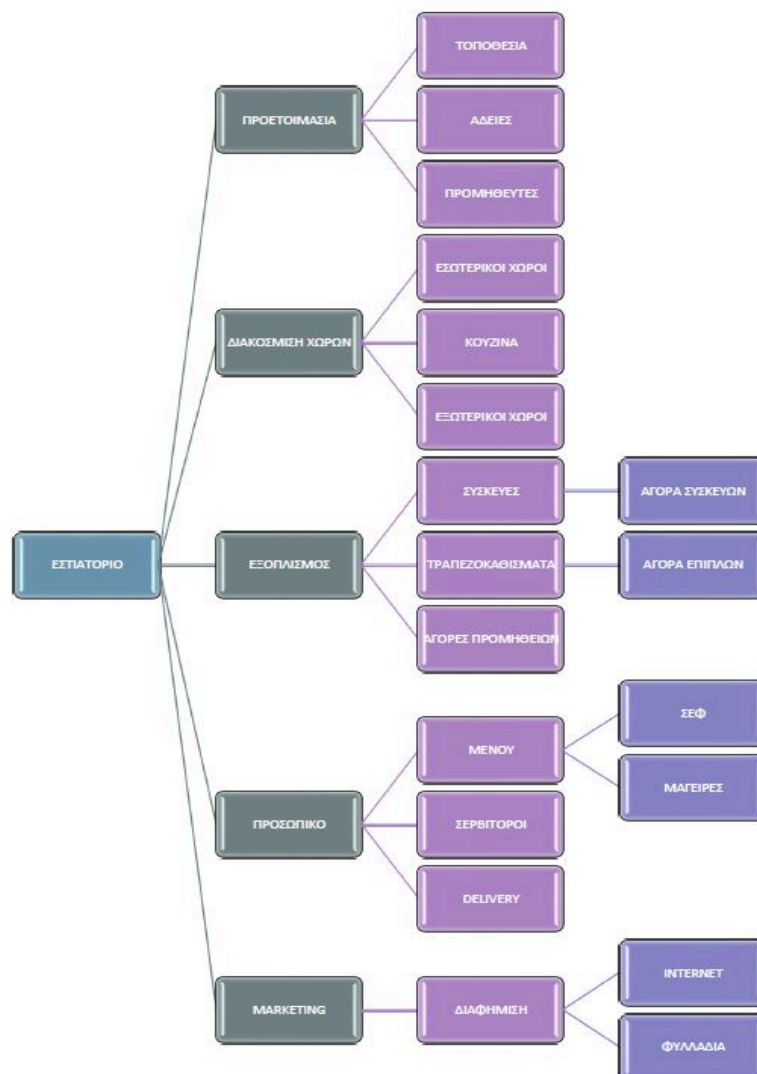 ΕΣΤΙΑΤΟΡΙΟ
ΠΡΟΕΤΟΙΜΑΣΙΑ
ΤΟΠΟΘΕΣΙΑ
ΑΔΕΙΕΣ
ΠΡΟΜΗΘΕΥΤΕΣ
ΔΙΑΚΟΣΜΙΣΗ ΧΩΡΩΝ
ΕΣΩΤΕΡΙΚΟΙ ΧΩΡΟΙ
ΚΟΥΖΙΝΑ
ΕΞΩΤΕΡΙΚΟΙ ΧΩΡΟΙ
ΕΞΟΠΛΙΣΜΟΣ
ΣΥΣΚΕΥΕΣ
ΑΓΟΡΑ ΣΥΣΚΕΥΩΝ
ΤΡΑΠΕΖΟΚΑΘΙΣΜΑΤΑ
ΑΓΟΡΑ ΕΠΙΠΛΩΝ
ΑΓΟΡΕΣ ΠΡΟΜΗΘΕΙΩΝ
ΠΡΟΣΩΠΙΚΟ
ΜΕΝΟΥ
ΣΕΦ
ΜΑΓΕΙΡΕΣ
ΣΕΡΒΙΤΟΡΟΙ
DELIVERY
MARKETING
ΔΙΑΦΗΜΙΣΗ
INTERNET
ΦΥΛΛΑΔΙΑ